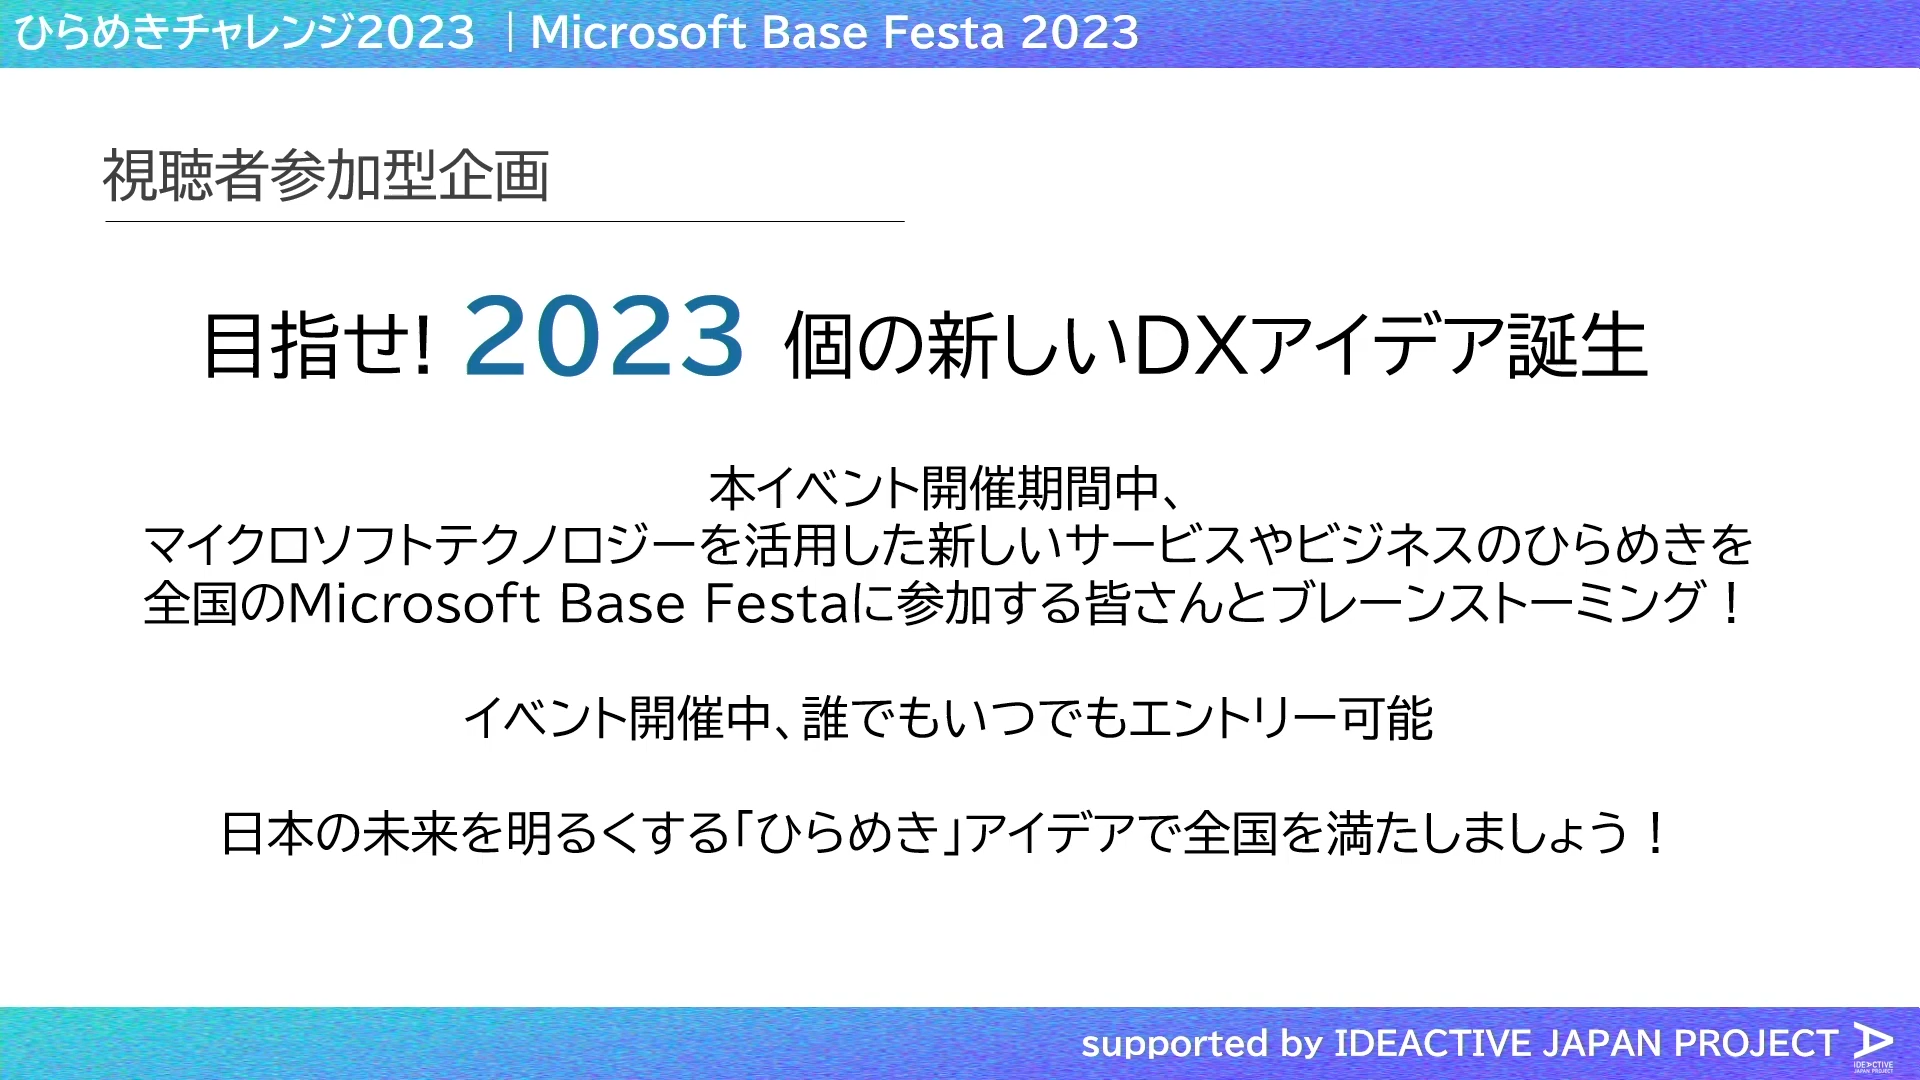 ひらめきチャレンジ2023 ｜Microsoft Base Festa 2023
視聴者参加型企画
目指せ! 2023 個の新しいDXアイデア誕生
本イベント開催期間中、
マイクロソフトテクノロジーを活用した新しいサービスやビジネスのひらめきを
全国のMicrosoft Base Festaに参加する皆さんとブレーンストーミング！
イベント開催中、誰でもいつでもエントリー可能
日本の未来を明るくする「ひらめき」アイデアで全国を満たしましょう！
supported by IDEACTIVE JAPAN PROJECT
IDEACTIVE
JAPAN PROJECT